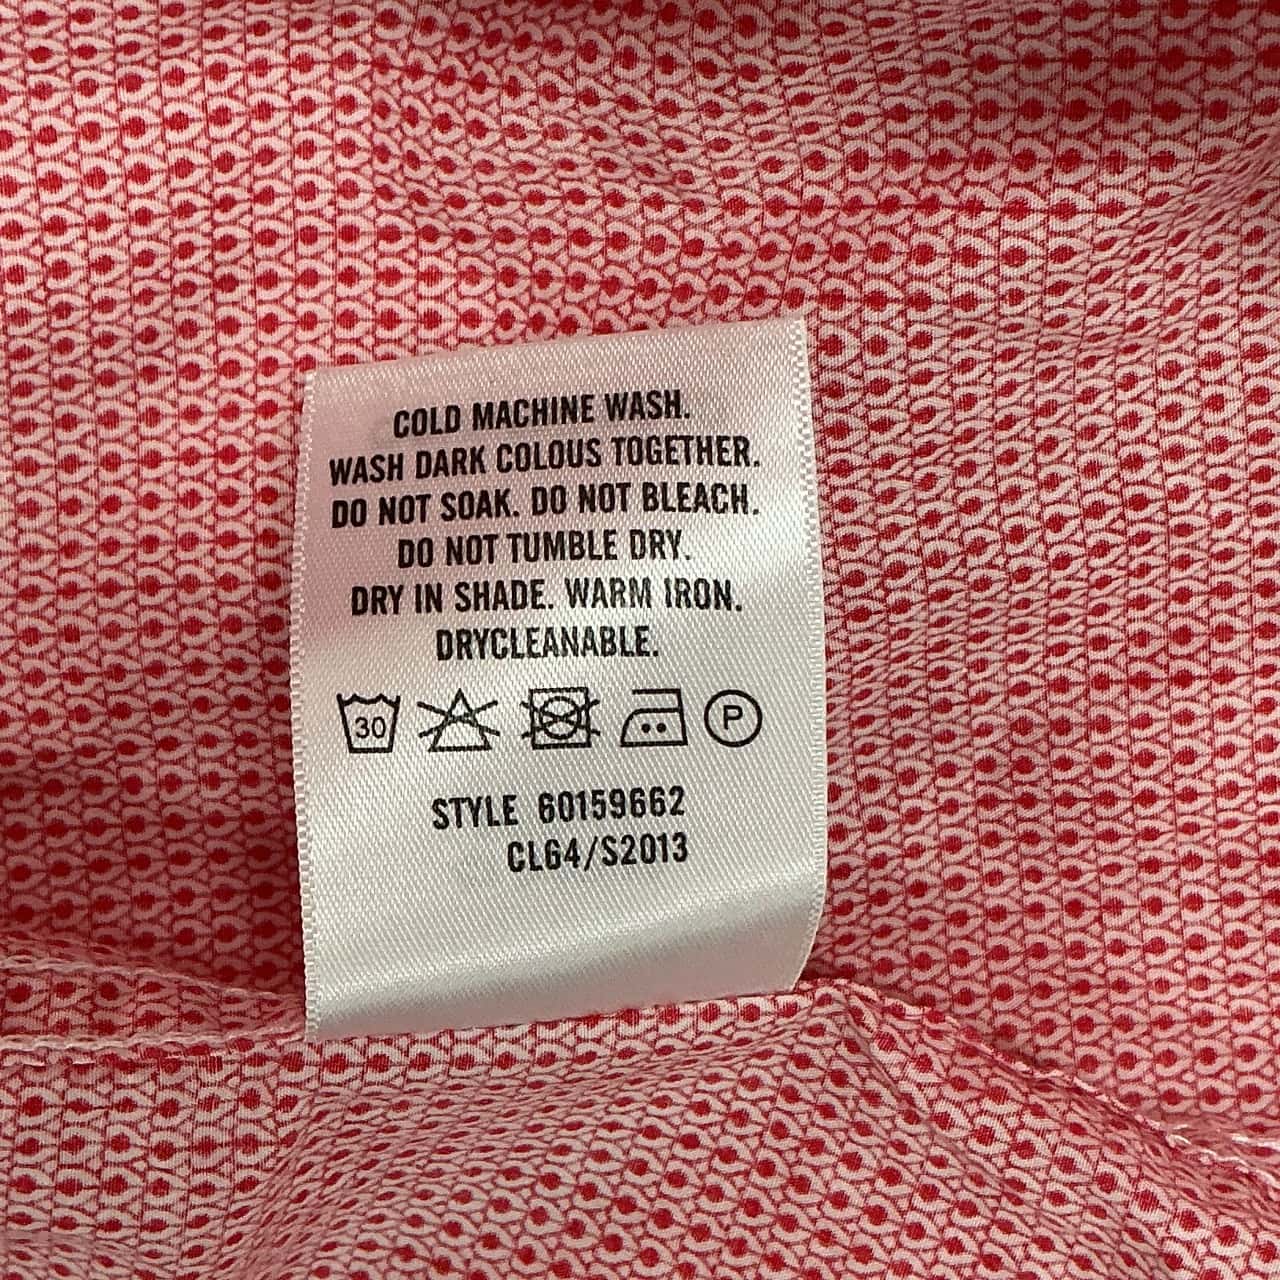 COLD MACHINE WASH.
WASH DARK COLOUS TOGETHER.
DO NOT SOAK. DO NOT BLEACH.
DO NOT TUMBLE DRY.
DRY IN SHADE. WARM IRON.
DRYCLEANABLE.
30 P
STYLE 60159662
CL64/S2013